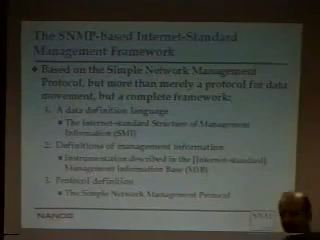 The SNMP-based Internet-Standard
Management Framework
Based on the Simple Network Management
Protocol, but more than merely a protocol for data
movement, but a complete framework:
1. A data definition language
The Internet-standard Structure of Management
Information (SMI)
2. Definitions of management information
Instrumentation described in the [Internet-standard]
Management Information Base (MIB)
3. Protocol definition
The Simple Network Management Protocol
NANOG